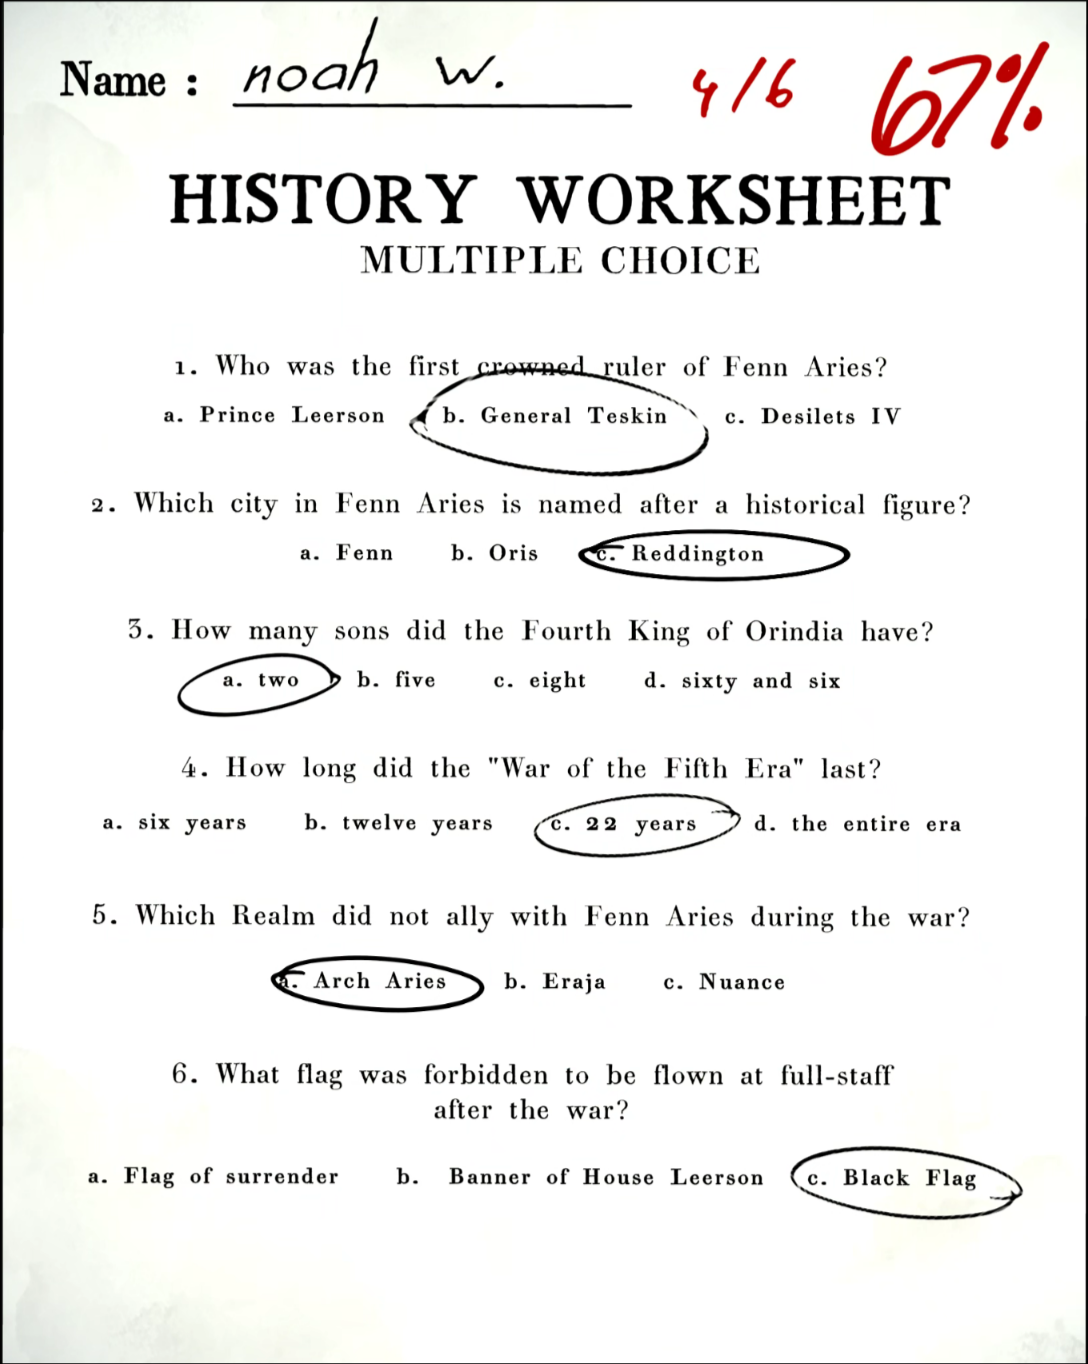 Name : noah w. 4/6 67%
HISTORY WORKSHEET
MULTIPLE CHOICE
1. Who was the first crowned ruler of Fenn Aries?
a. Prince Leerson b. General Teskin c. Desilets IV
2. Which city in Fenn Aries is named after a historical figure?
a. Fenn b. Oris c. Reddington
3. How many sons did the Fourth King of Orindia have?
a. two b. five c. eight d. sixty and six
4. How long did the "War of the Fifth Era" last?
a. six years b. twelve years c. 22 years d. the entire era
5. Which Realm did not ally with Fenn Aries during the war?
a. Arch Aries b. Eraja c. Nuance
6. What flag was forbidden to be flown at full-staff
after the war?
a. Flag of surrender b. Banner of House Leerson c. Black Flag